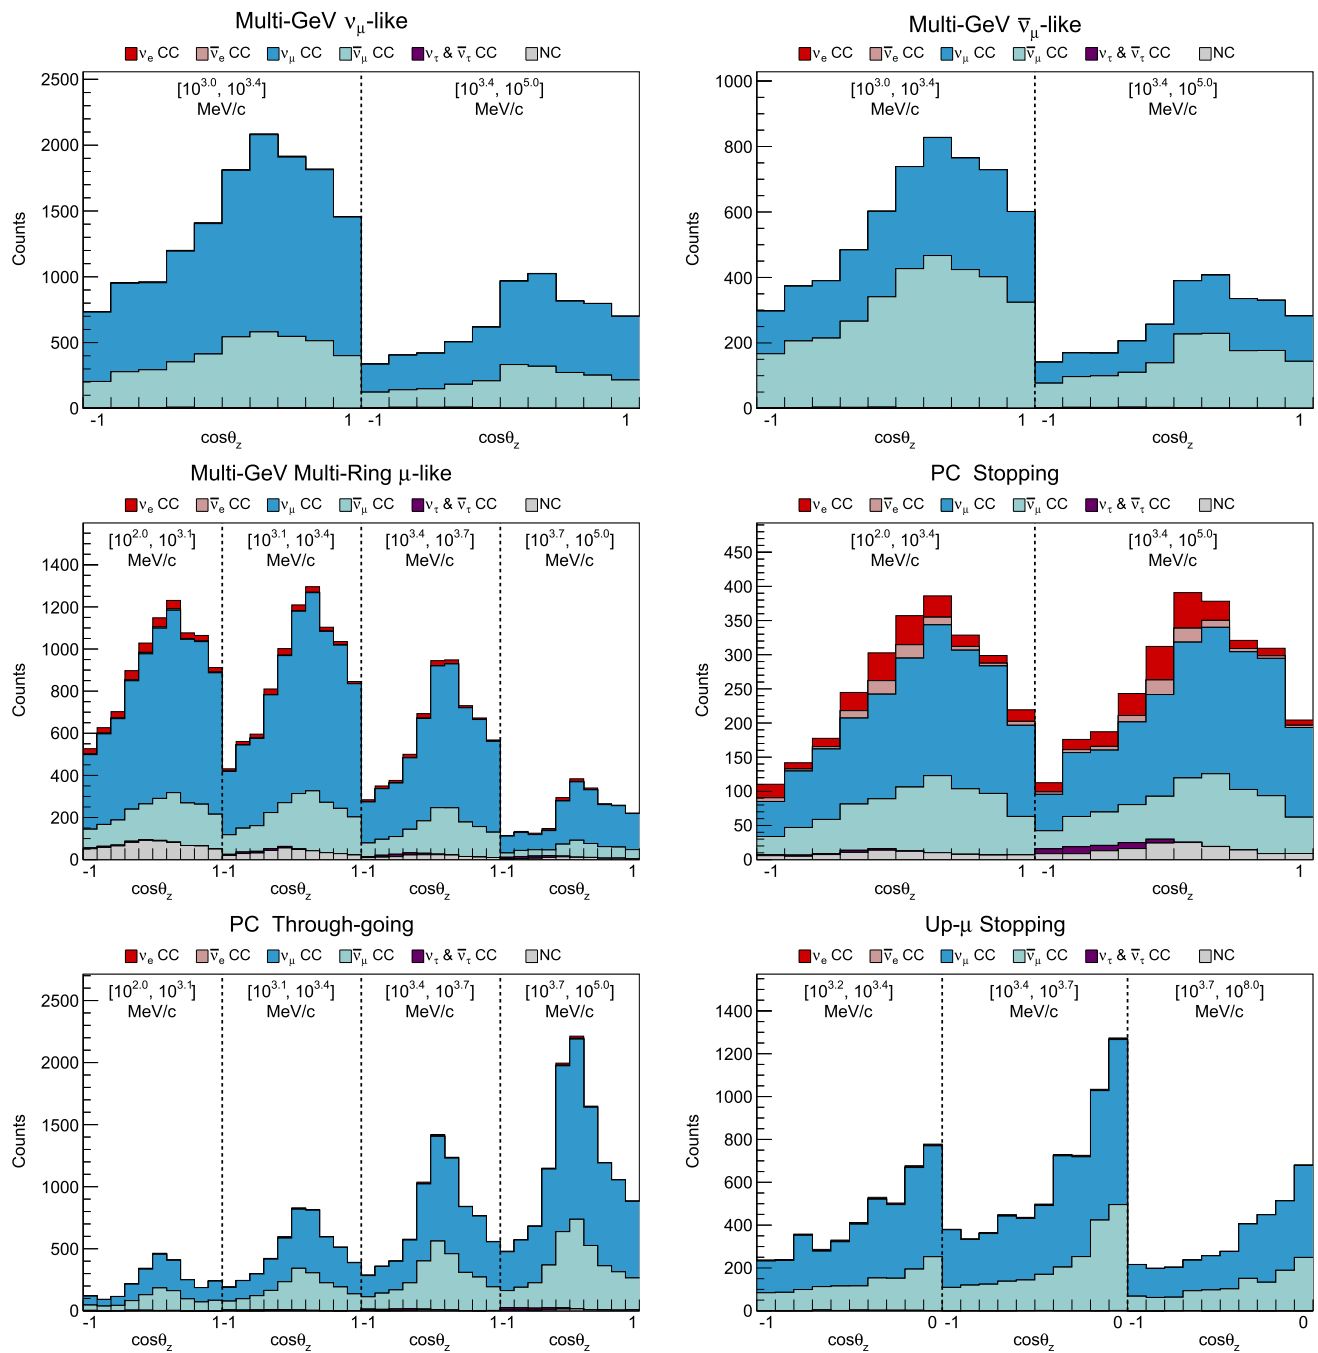 Multi-GeV νμ-like
νe CC ν̅e CC νμ CC ν̅μ CC ντ & ν̅τ CC NC
[10^3.0, 10^3.4] MeV/c
[10^3.4, 10^5.0] MeV/c
Counts
2500
2000
1500
1000
500
0
-1 1 -1 1
cosθz cosθz
Multi-GeV ν̅μ-like
νe CC ν̅e CC νμ CC ν̅μ CC ντ & ν̅τ CC NC
[10^3.0, 10^3.4] MeV/c
[10^3.4, 10^5.0] MeV/c
Counts
1000
800
600
400
200
0
-1 1 -1 1
cosθz cosθz
Multi-GeV Multi-Ring μ-like
νe CC ν̅e CC νμ CC ν̅μ CC ντ & ν̅τ CC NC
[10^2.0, 10^3.1] MeV/c
[10^3.1, 10^3.4] MeV/c
[10^3.4, 10^3.7] MeV/c
[10^3.7, 10^5.0] MeV/c
Counts
1400
1200
1000
800
600
400
200
0
-1 1 -1 1 -1 1 -1 1
cosθz cosθz cosθz cosθz
PC Stopping
νe CC ν̅e CC νμ CC ν̅μ CC ντ & ν̅τ CC NC
[10^2.0, 10^3.4] MeV/c
[10^3.4, 10^5.0] MeV/c
Counts
450
400
350
300
250
200
150
100
50
0
-1 1 -1 1
cosθz cosθz
PC Through-going
νe CC ν̅e CC νμ CC ν̅μ CC ντ & ν̅τ CC NC
[10^2.0, 10^3.1] MeV/c
[10^3.1, 10^3.4] MeV/c
[10^3.4, 10^3.7] MeV/c
[10^3.7, 10^5.0] MeV/c
Counts
2500
2000
1500
1000
500
0
-1 1 -1 1 -1 1 -1 1
cosθz cosθz cosθz cosθz
Up-μ Stopping
νe CC ν̅e CC νμ CC ν̅μ CC ντ & ν̅τ CC NC
[10^3.2, 10^3.4] MeV/c
[10^3.4, 10^3.7] MeV/c
[10^3.7, 10^8.0] MeV/c
Counts
1400
1200
1000
800
600
400
200
0
-1 0 -1 0 -1 0
cosθz cosθz cosθz